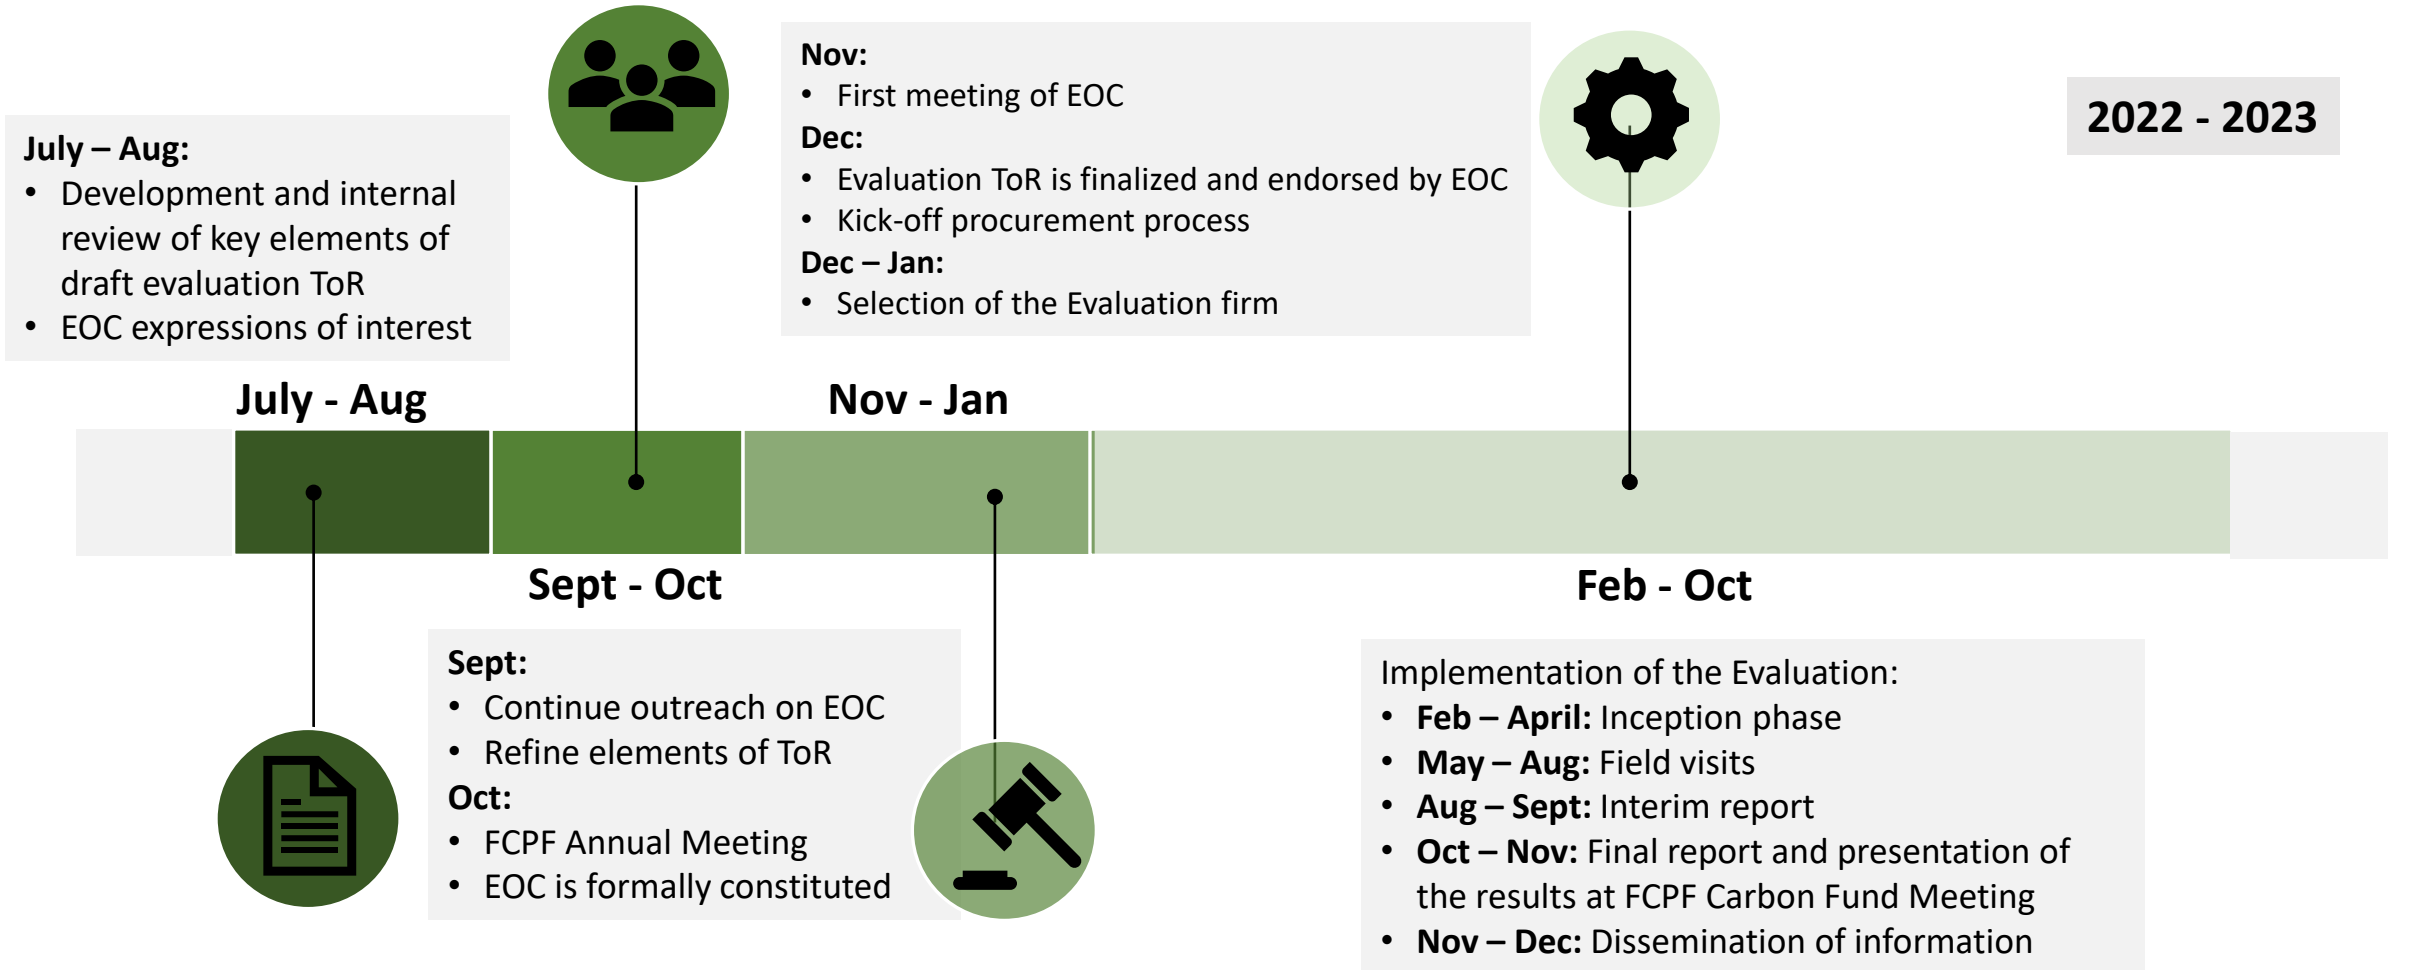 2022 - 2023
July – Aug:
• Development and internal
review of key elements of
draft evaluation ToR
• EOC expressions of interest
Nov:
• First meeting of EOC
Dec:
• Evaluation ToR is finalized and endorsed by EOC
• Kick-off procurement process
Dec – Jan:
• Selection of the Evaluation firm
July - Aug
Nov - Jan
Sept - Oct
Feb - Oct
Sept:
• Continue outreach on EOC
• Refine elements of ToR
Oct:
• FCPF Annual Meeting
• EOC is formally constituted
Implementation of the Evaluation:
• Feb – April: Inception phase
• May – Aug: Field visits
• Aug – Sept: Interim report
• Oct – Nov: Final report and presentation of
the results at FCPF Carbon Fund Meeting
• Nov – Dec: Dissemination of information